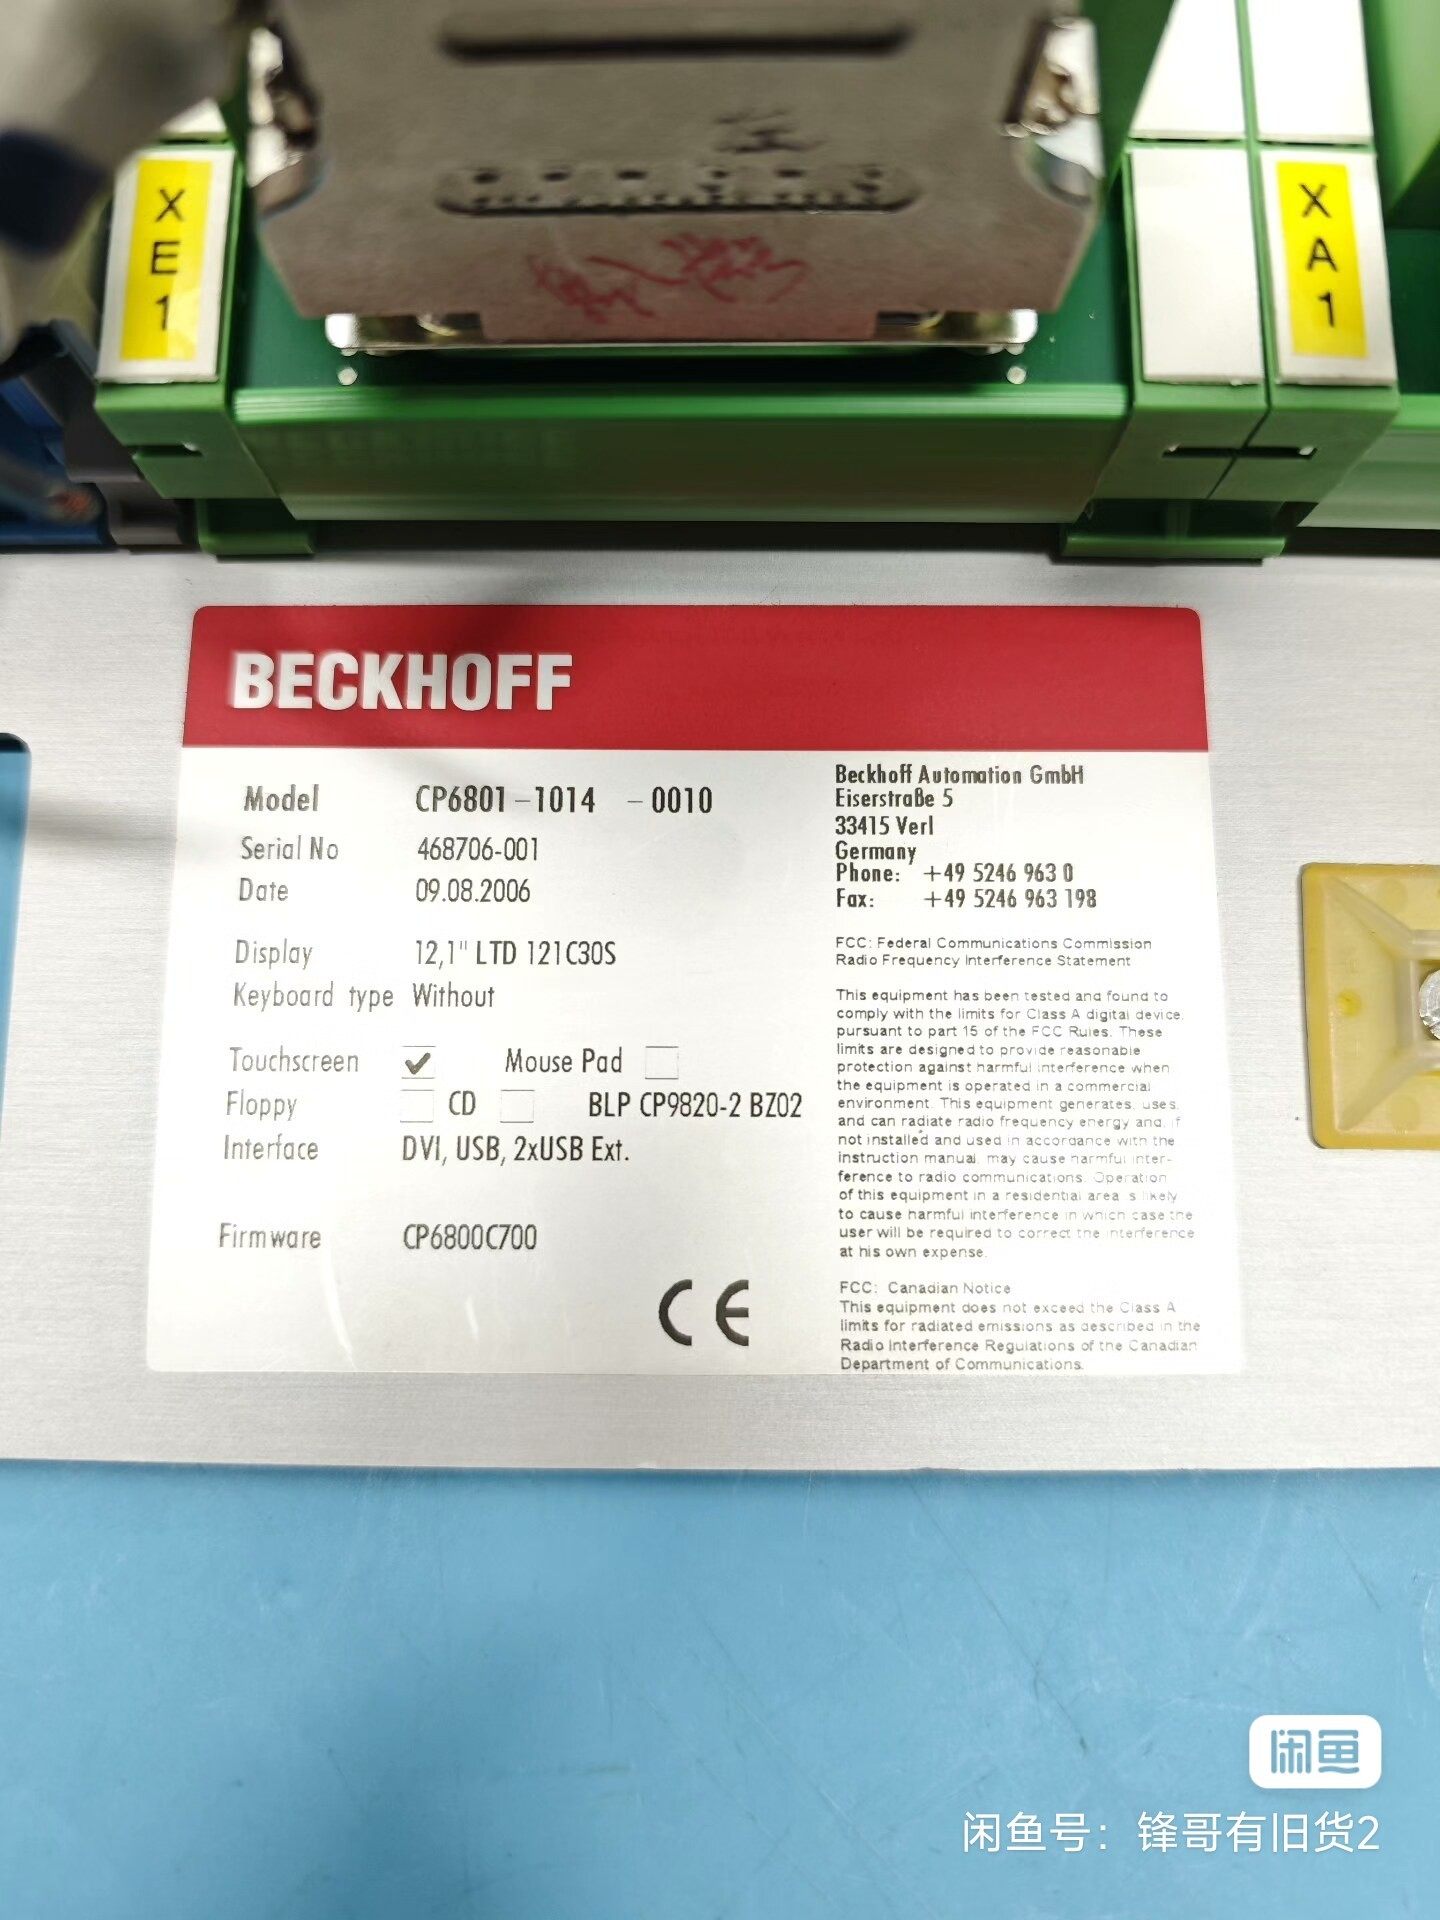 X
E
1
X
A
1
BECKHOFF
Model CP6801-1014 -0010
Serial No 468706-001
Date 09.08.2006
Display 12,1" LTD 121C30S
Keyboard type Without
Touchscreen ✓ Mouse Pad
Floppy CD BLP CP9820-2 BZ02
Interface DVI, USB, 2xUSB Ext.
Firmware CP6800C700
CE
Beckhoff Automation GmbH
Eiserstraße 5
33415 Verl
Germany
Phone: +49 5246 963 0
Fax: +49 5246 963 198
FCC: Federal Communications Commission
Radio Frequency Interference Statement
This equipment has been tested and found to
comply with the limits for Class A digital device,
pursuant to part 15 of the FCC Rules. These
limits are designed to provide reasonable
protection against harmful interference when
the equipment is operated in a commercial
environment. This equipment generates, uses,
and can radiate radio frequency energy and, if
not installed and used in accordance with the
instruction manual, may cause harmful inter-
ference to radio communications. Operation
of this equipment in a residential area is likely
to cause harmful interference in which case the
user will be required to correct the interference
at his own expense.
FCC: Canadian Notice
This equipment does not exceed the Class A
limits for radiated emissions as described in the
Radio Interference Regulations of the Canadian
Department of Communications.
闲鱼
闲鱼号：锋哥有旧货2